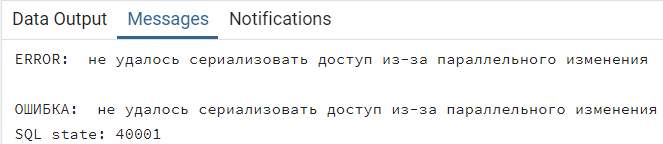 Data Output Messages Notifications
ERROR:  не удалось сериализовать доступ из-за параллельного изменения
ОШИБКА:  не удалось сериализовать доступ из-за параллельного изменения
SQL state: 40001